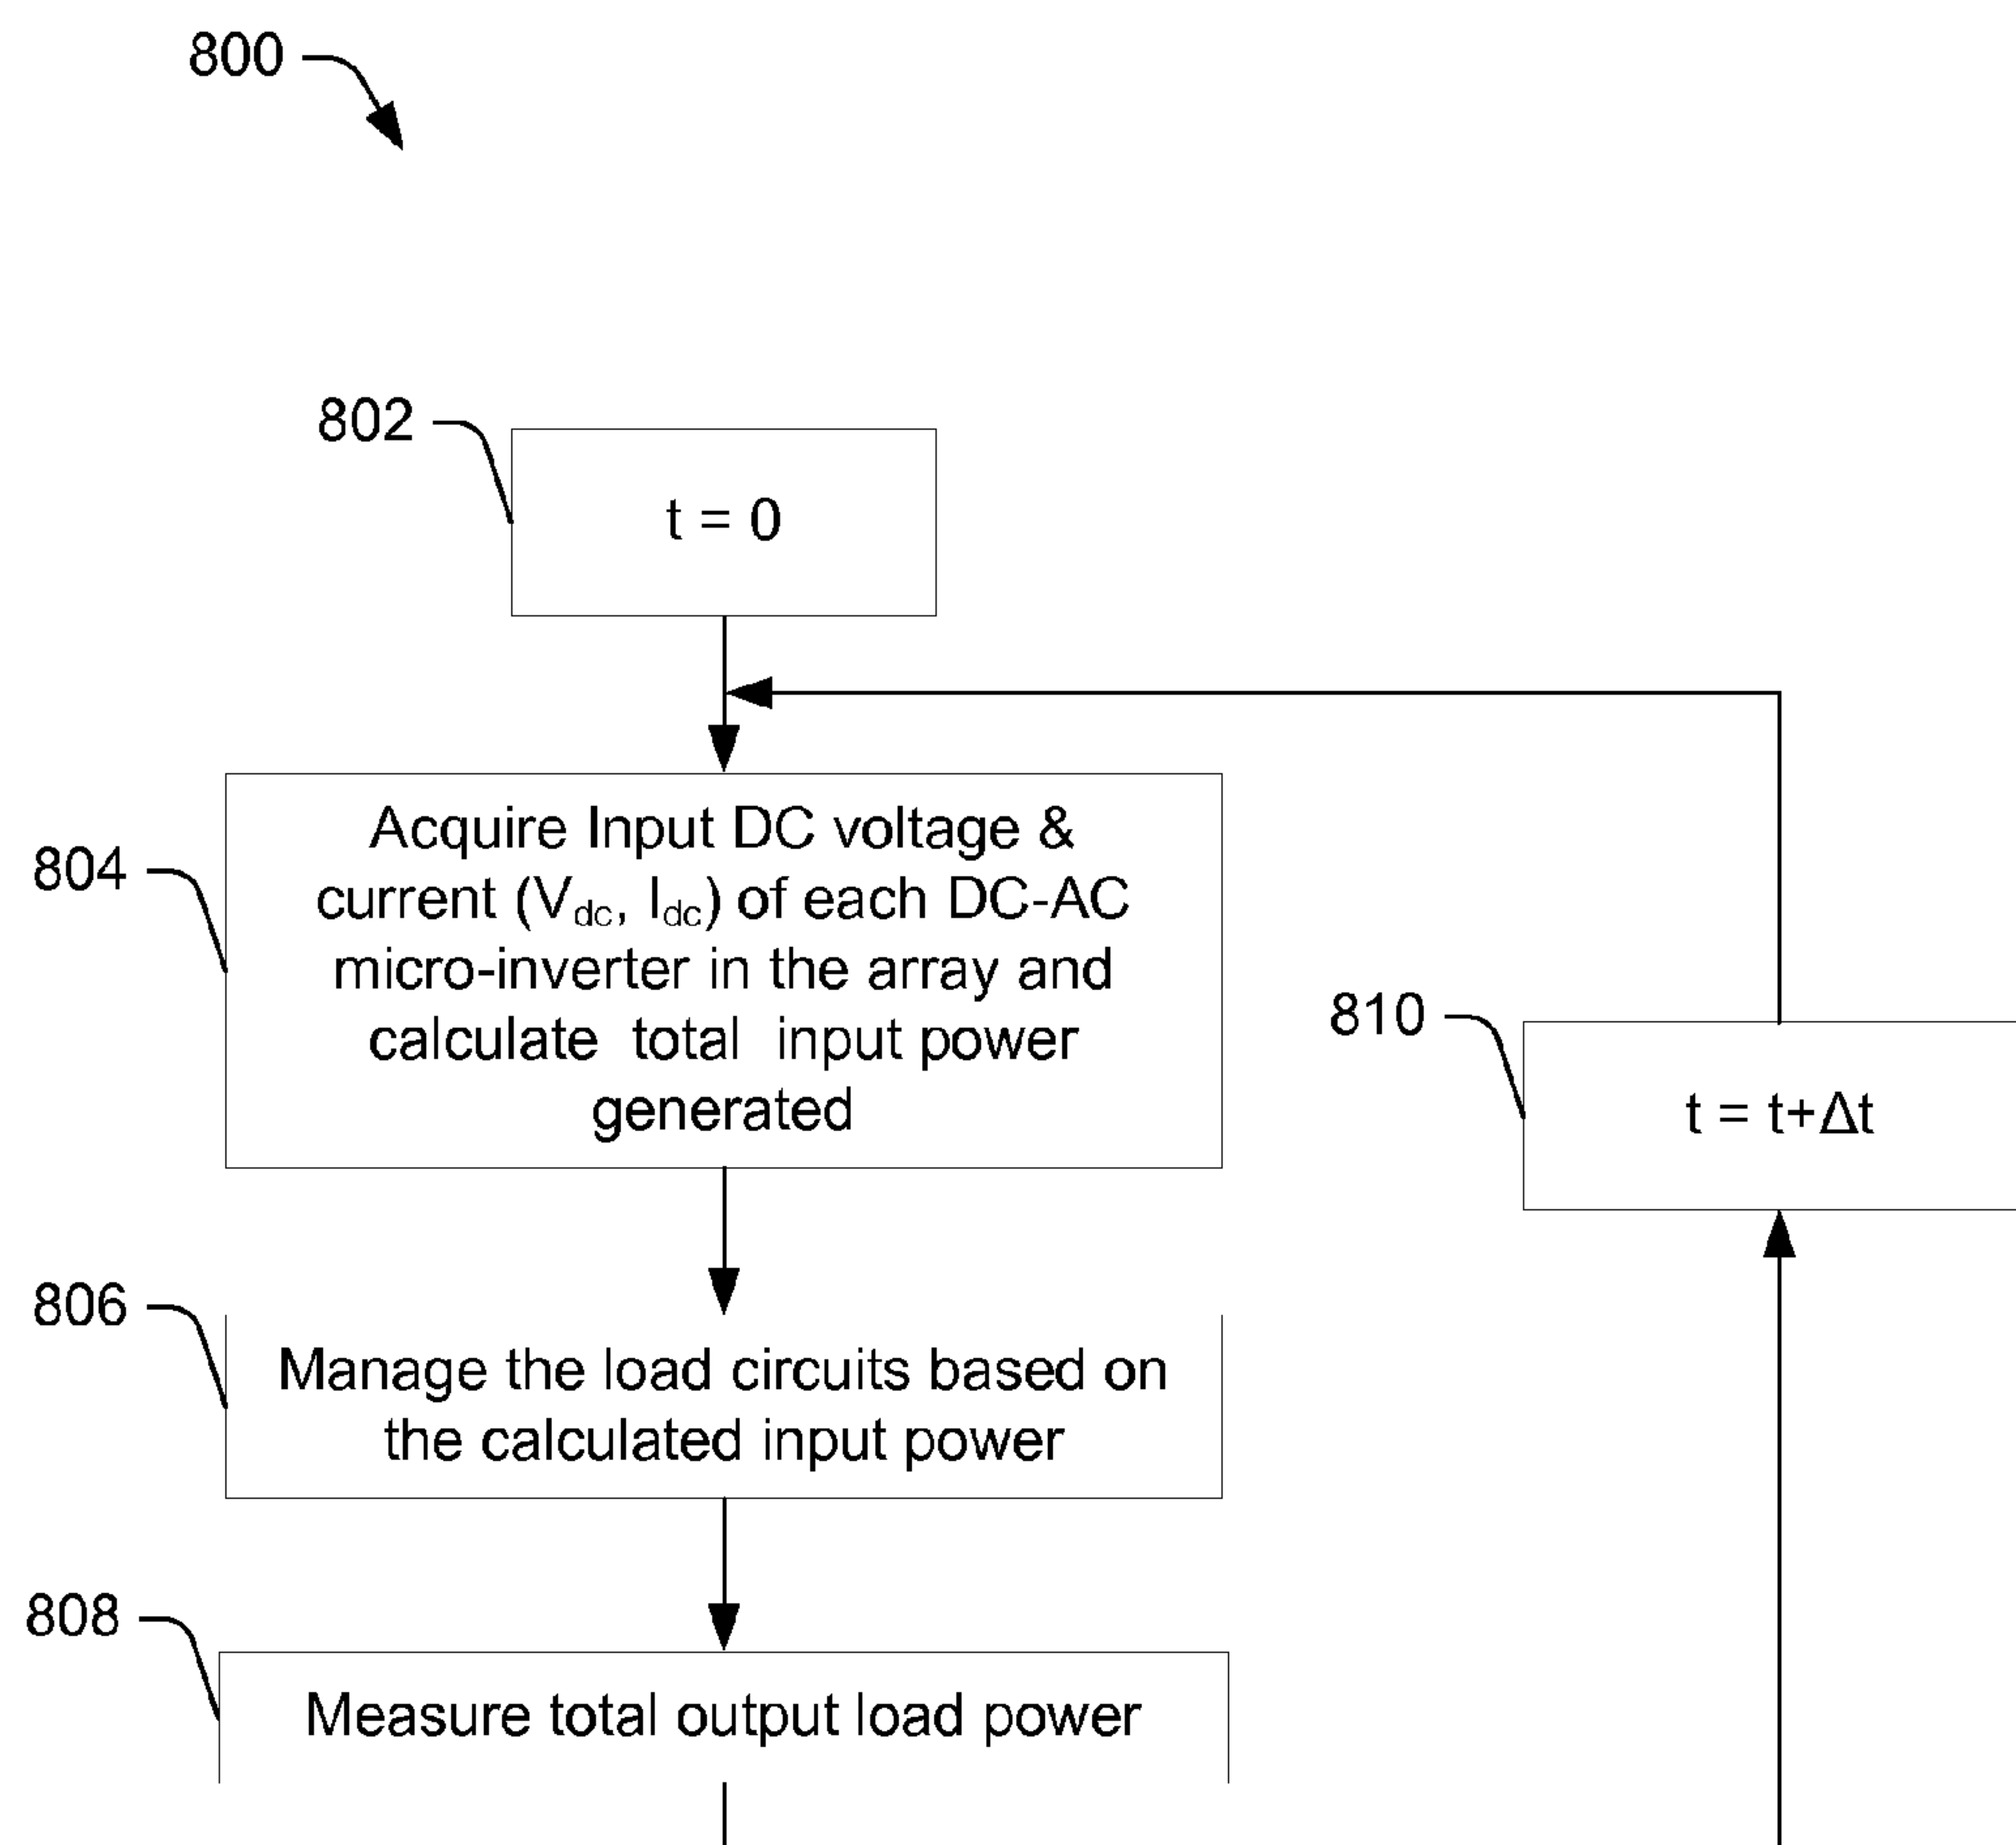 800
802
t = 0
804
Acquire Input DC voltage &
current (Vdc, Idc) of each DC-AC
micro-inverter in the array and
calculate total input power
generated
810
t = t+Δt
806
Manage the load circuits based on
the calculated input power
808
Measure total output load power